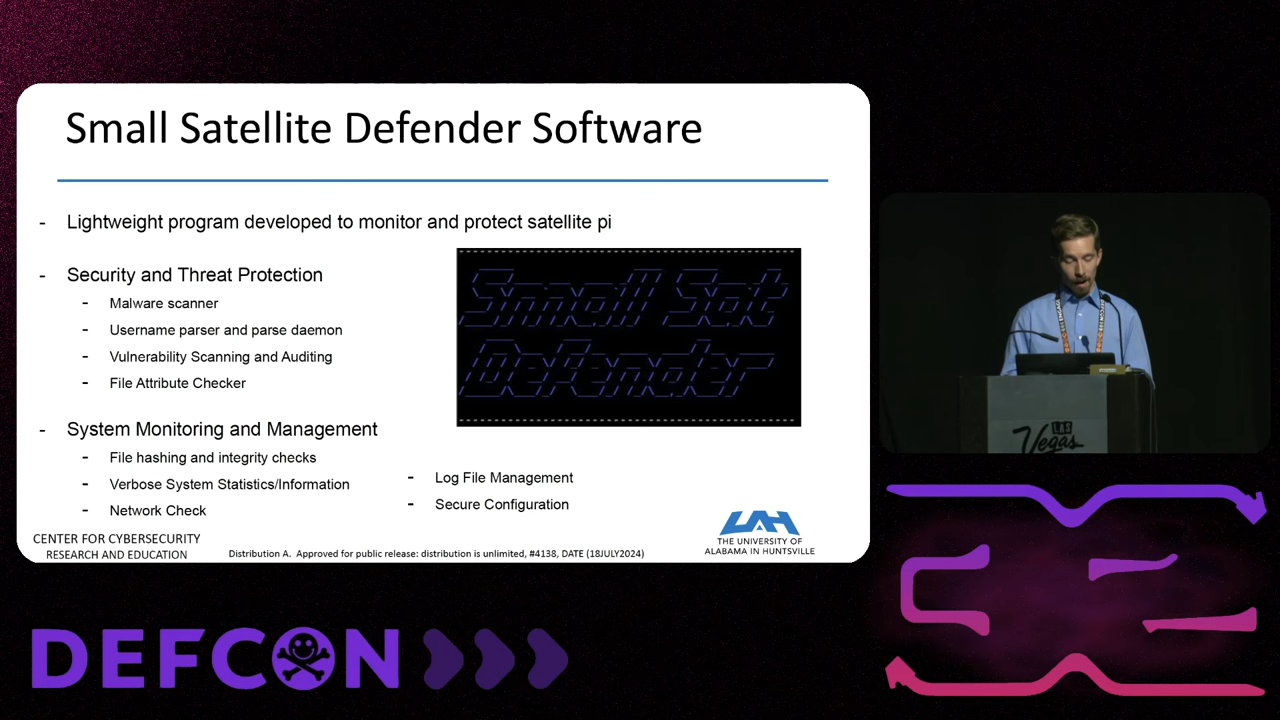 Small Satellite Defender Software
- Lightweight program developed to monitor and protect satellite pi
- Security and Threat Protection
- Malware scanner
- Username parser and parse daemon
- Vulnerability Scanning and Auditing
- File Attribute Checker
Small Sat
Defender
- System Monitoring and Management
- File hashing and integrity checks
- Verbose System Statistics/Information
- Network Check
- Log File Management
- Secure Configuration
CENTER FOR CYBERSECURITY
RESEARCH AND EDUCATION
Distribution A. Approved for public release: distribution is unlimited, #4138, DATE (18JULY2024)
UAH
THE UNIVERSITY OF
ALABAMA IN HUNTSVILLE
DEFCON
LAS
Vegas
DEFCON